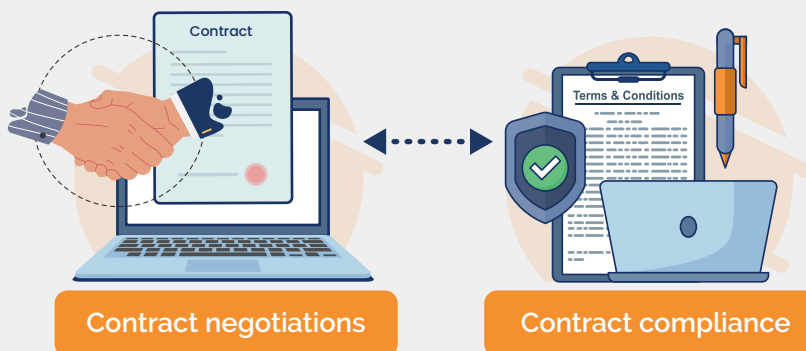 Contract
Terms & Conditions
Contract negotiations
Contract compliance